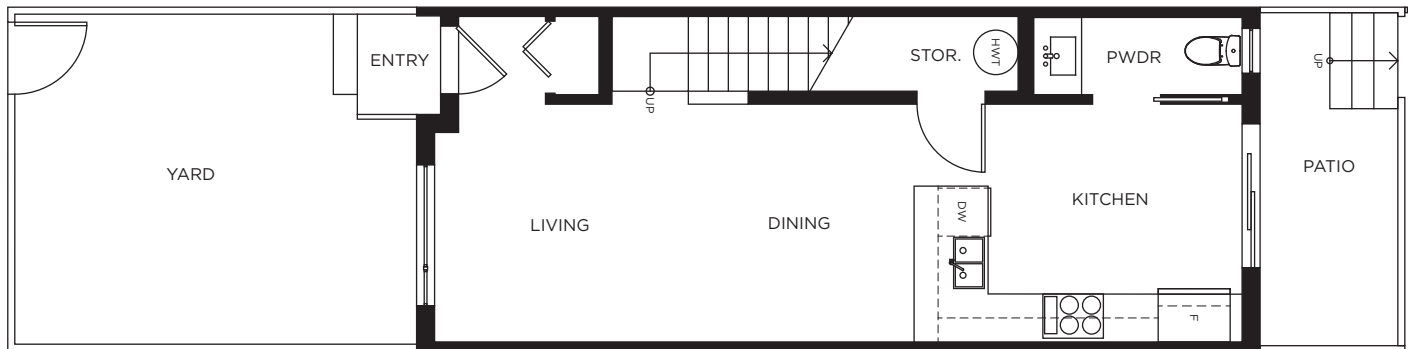 ENTRY
STOR.
HWT
PWDR
UP
UP
YARD
PATIO
LIVING
DINING
DW
KITCHEN
F